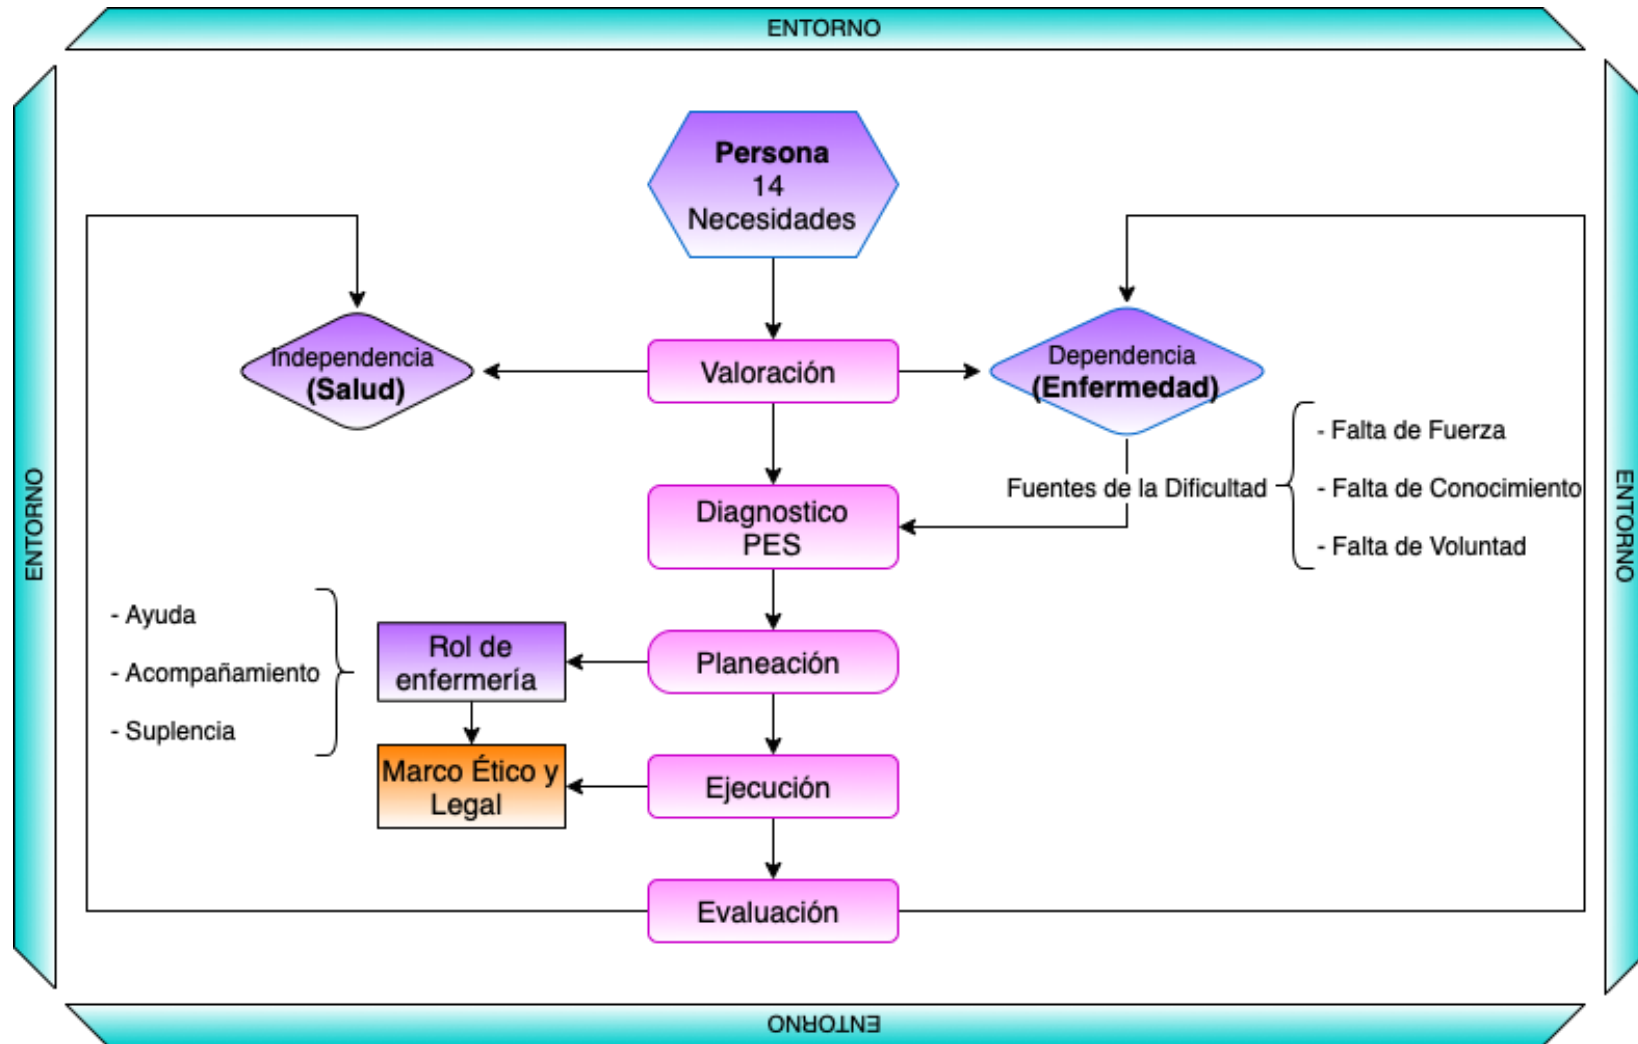 ENTORNO
Persona
14
Necesidades
Independencia
(Salud)
Valoración
Dependencia
(Enfermedad)
- Falta de Fuerza
Fuentes de la Dificultad
- Falta de Conocimiento
- Falta de Voluntad
Diagnostico
PES
ENTORNO
ENTORNO
- Ayuda
- Acompañamiento
- Suplencia
Rol de
enfermería
Planeación
Marco Ético y
Legal
Ejecución
Evaluación
ENTORNO